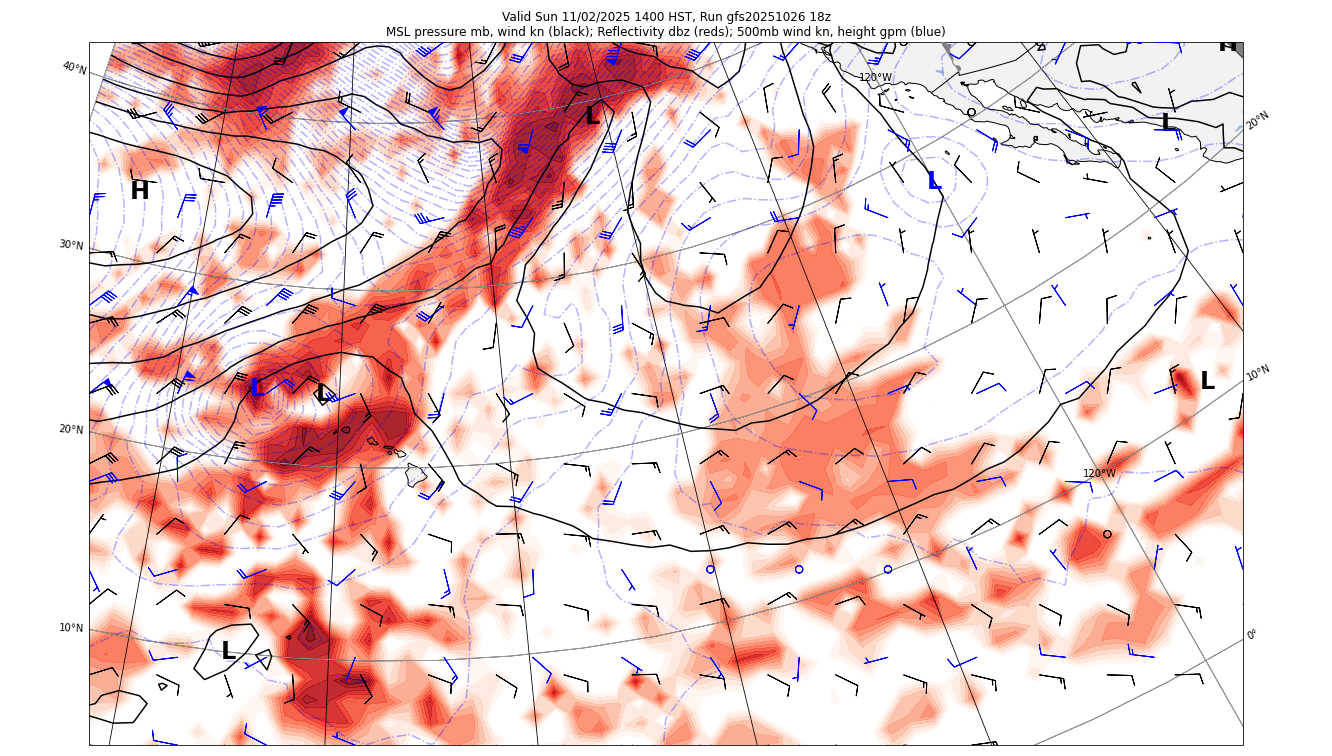 Valid Sun 11/02/2025 1400 HST, Run gfs20251026 18z
MSL pressure mb, wind kn (black); Reflectivity dbz (reds); 500mb wind kn, height gpm (blue)
H
40°N
120°W
L
L
20°N
H
L
30°N
L
L
L
10°N
20°N
120°W
10°N
L
0°